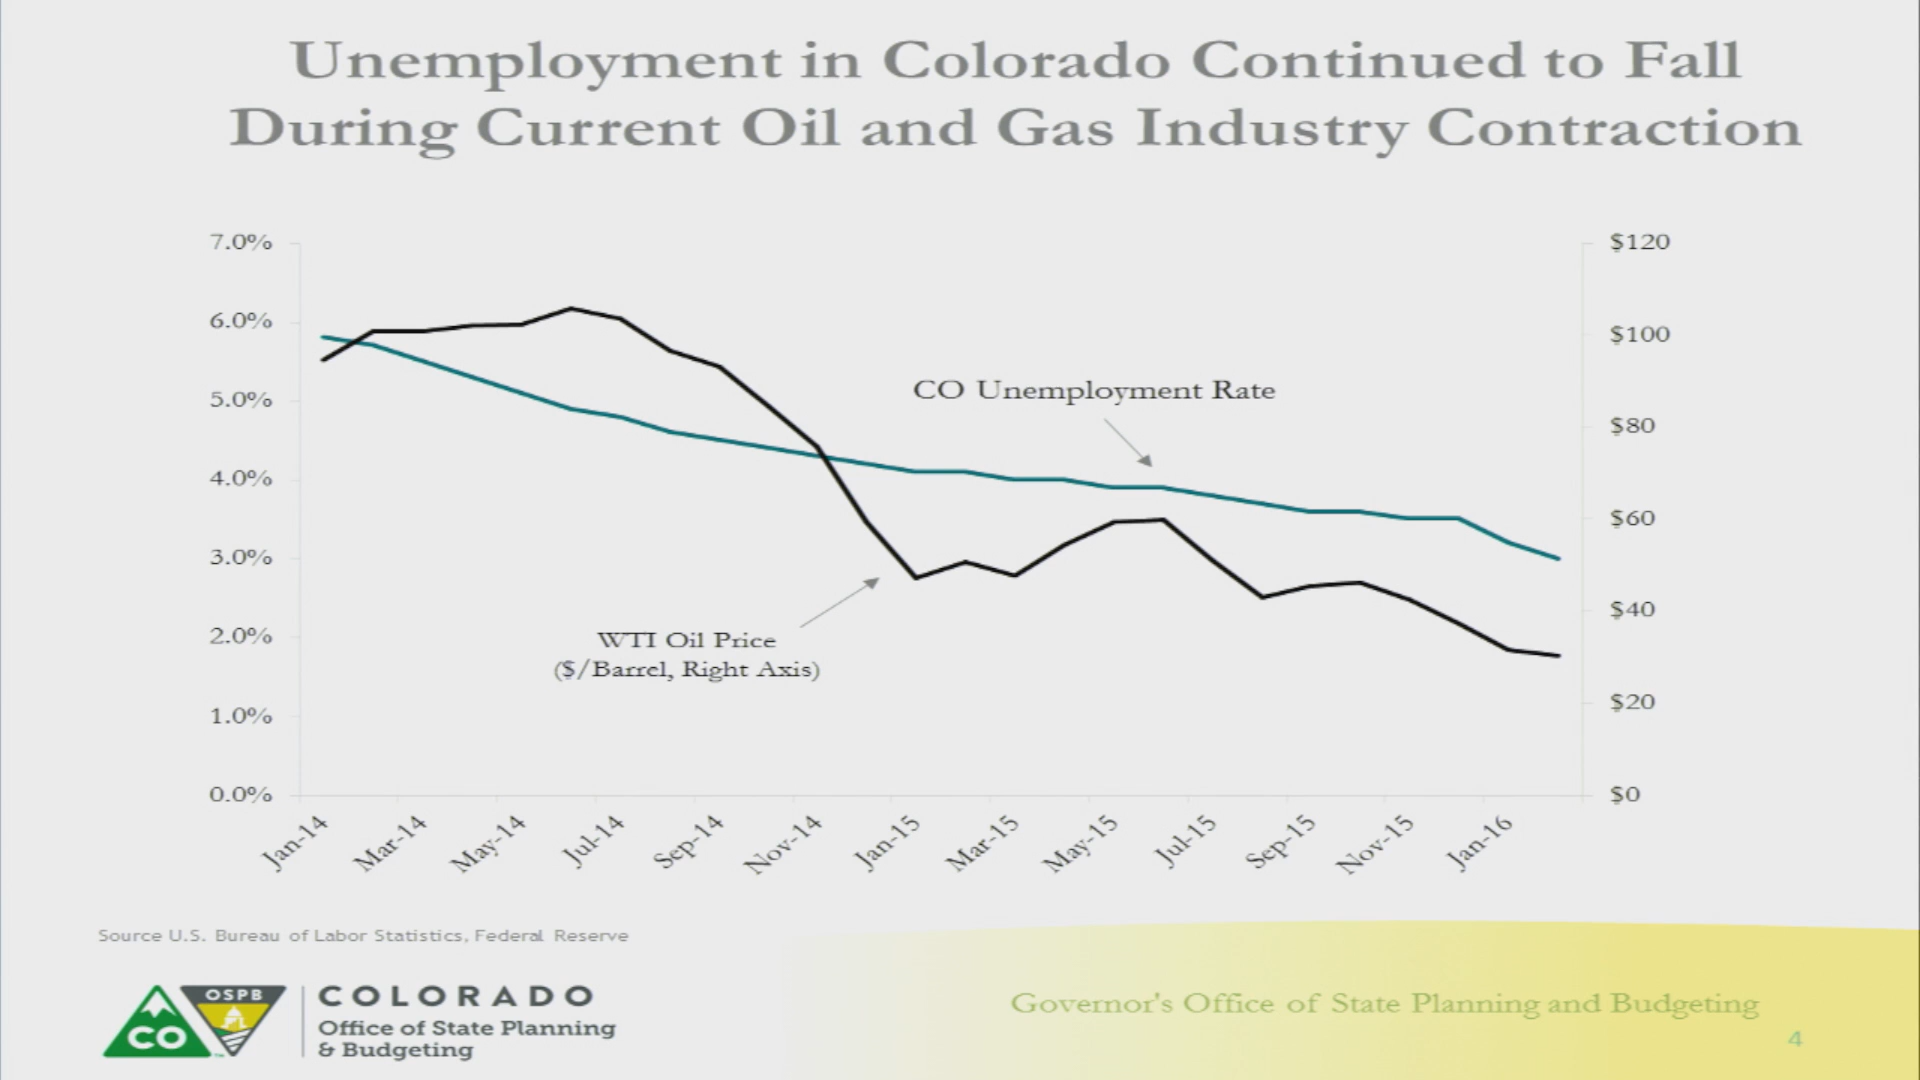 Unemployment in Colorado Continued to Fall
During Current Oil and Gas Industry Contraction
7.0%
6.0%
5.0%
4.0%
3.0%
2.0%
1.0%
0.0%
$120
$100
$80
$60
$40
$20
$0
CO Unemployment Rate
WTI Oil Price
($/Barrel, Right Axis)
Jan-14
Mar-14
May-14
Jul-14
Sep-14
Nov-14
Jan-15
Mar-15
May-15
Jul-15
Sep-15
Nov-15
Jan-16
Source U.S. Bureau of Labor Statistics, Federal Reserve
CO
OSPB
TM
COLORADO
Office of State Planning
& Budgeting
Governor's Office of State Planning and Budgeting
4